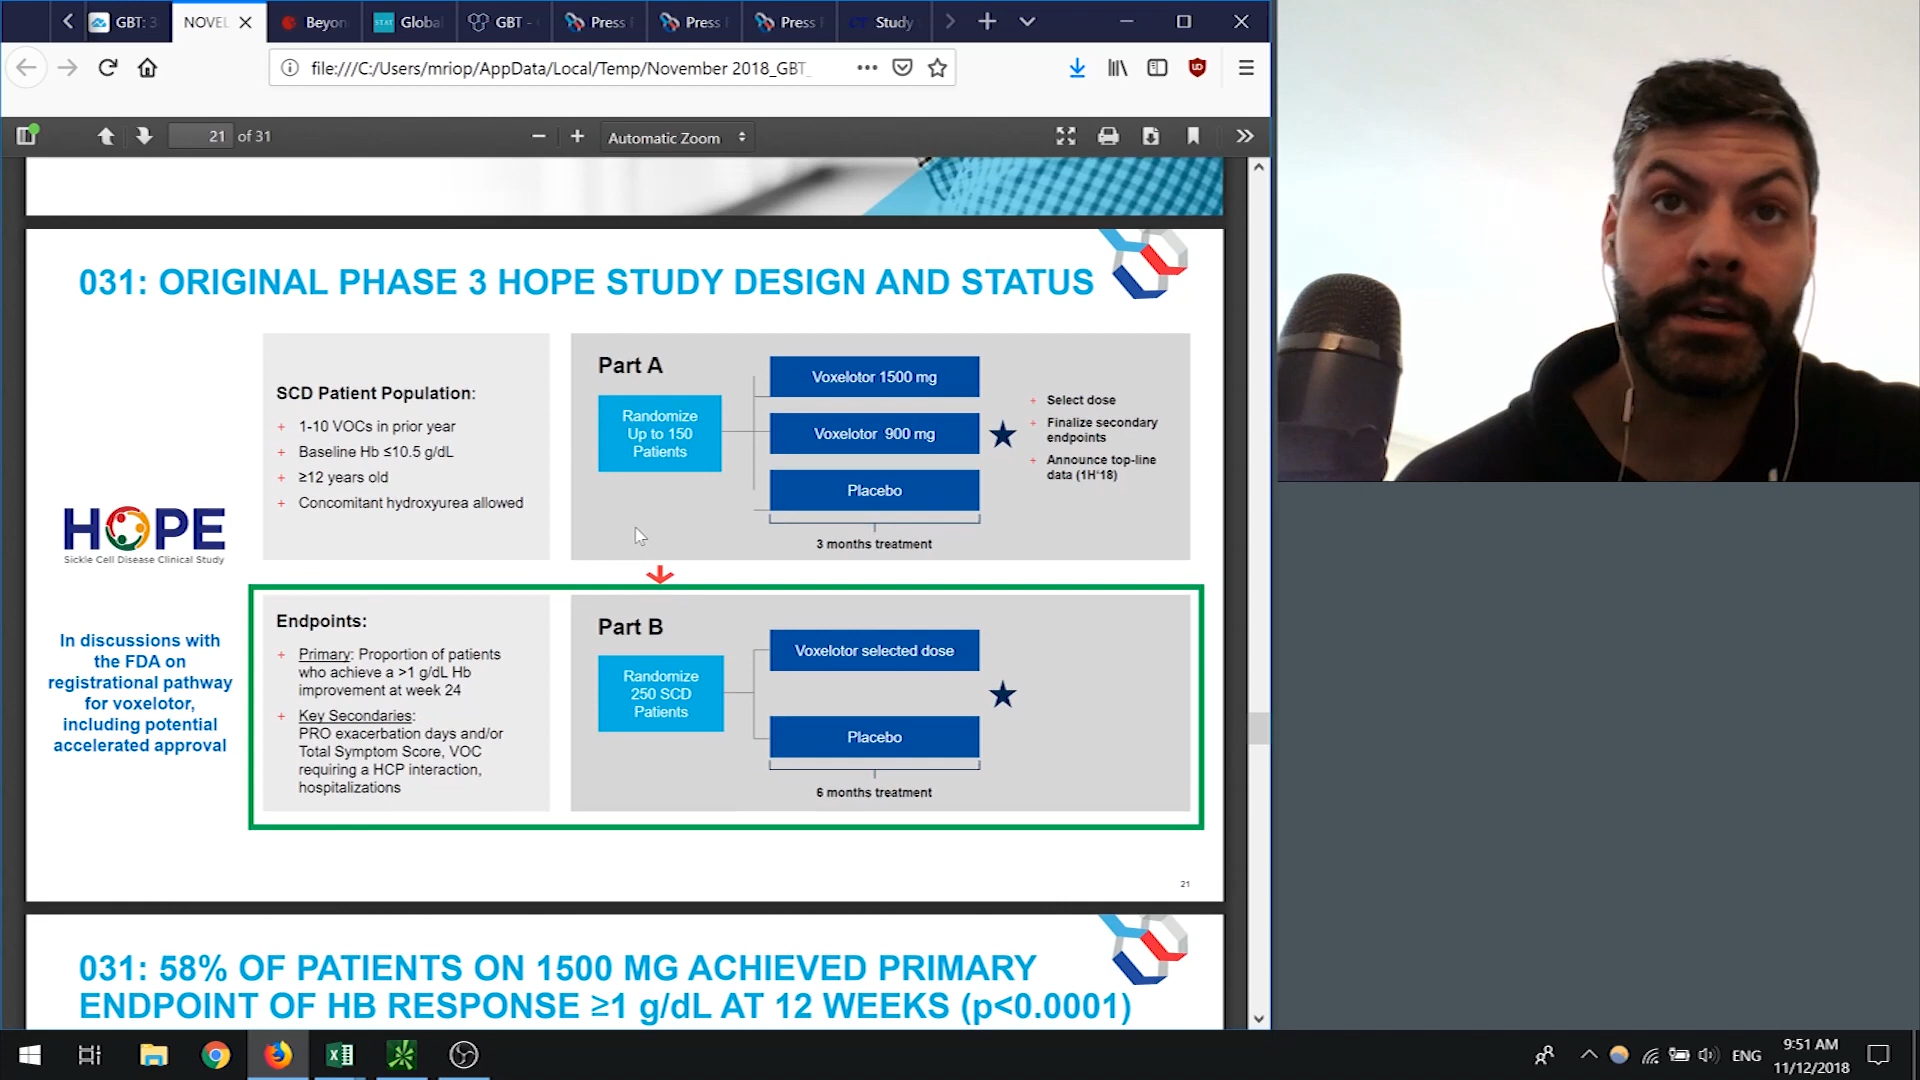 GBT: 3
NOVEL
Beyon
STAT
Global
GBT -
Press
Press
Press
CT
Study
file:///C:/Users/mriop/AppData/Local/Temp/November 2018_GBT_
21 of 31
Automatic Zoom
031: ORIGINAL PHASE 3 HOPE STUDY DESIGN AND STATUS
SCD Patient Population:
+ 1-10 VOCs in prior year
+ Baseline Hb ≤10.5 g/dL
+ ≥12 years old
+ Concomitant hydroxyurea allowed
Part A
Randomize
Up to 150
Patients
Voxelotor 1500 mg
Voxelotor 900 mg
Placebo
3 months treatment
+ Select dose
+ Finalize secondary
endpoints
+ Announce top-line
data (1H'18)
HOPE
Sickle Cell Disease Clinical Study
In discussions with
the FDA on
registrational pathway
for voxelotor,
including potential
accelerated approval
Endpoints:
+ Primary: Proportion of patients
who achieve a >1 g/dL Hb
improvement at week 24
+ Key Secondaries:
PRO exacerbation days and/or
Total Symptom Score, VOC
requiring a HCP interaction,
hospitalizations
Part B
Randomize
250 SCD
Patients
Voxelotor selected dose
Placebo
6 months treatment
21
031: 58% OF PATIENTS ON 1500 MG ACHIEVED PRIMARY
ENDPOINT OF HB RESPONSE ≥1 g/dL AT 12 WEEKS (p<0.0001)
ENG
9:51 AM
11/12/2018